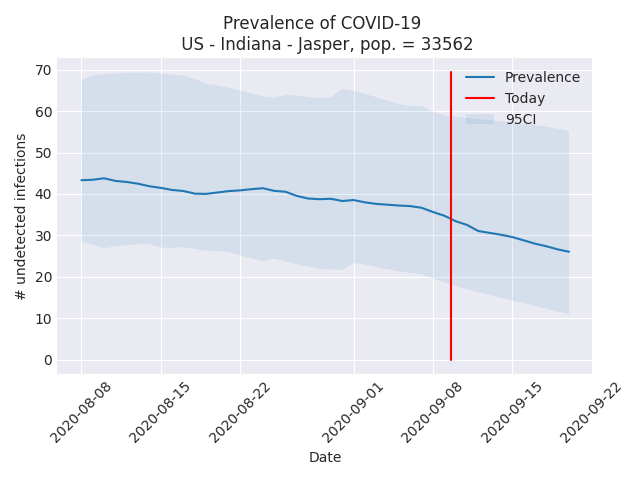 Prevalence of COVID-19
US - Indiana - Jasper, pop. = 33562
70
60
50
40
30
20
10
0
# undetected infections
Prevalence
Today
95CI
2020-08-08
2020-08-15
2020-08-22
2020-09-01
2020-09-08
2020-09-15
2020-09-22
Date